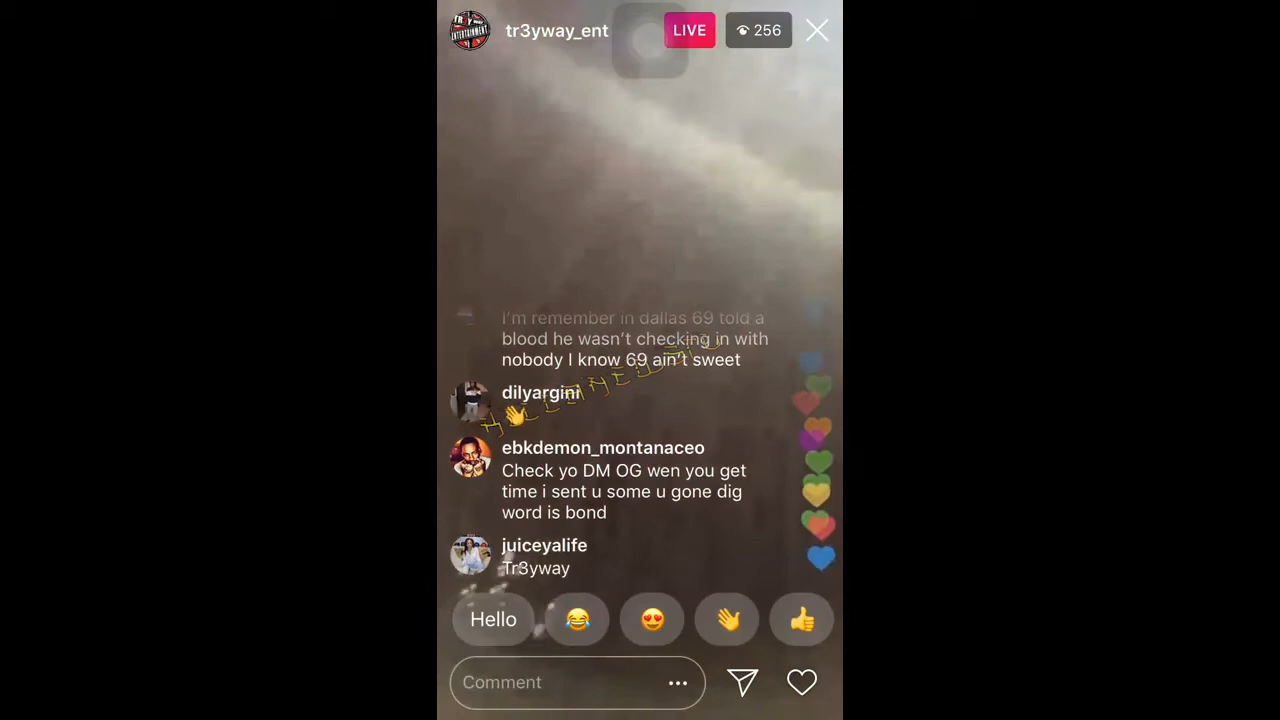 tr3yway_ent
LIVE
256
I'm remember in dallas 69 told a
blood he wasn't checking in with
nobody I know 69 ain't sweet
dilyargini
👋
ebkdemon_montanaceo
Check yo DM OG wen you get
time i sent u some u gone dig
word is bond
juiceyalife
Tr3yway
Hello 😂 😍 👋 👍
Comment